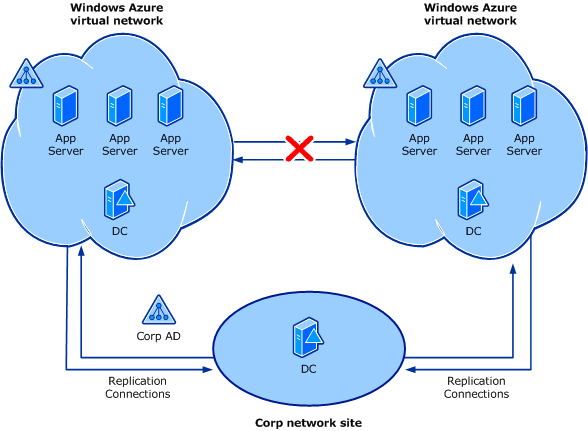 Windows Azure
virtual network
Windows Azure
virtual network
App
Server
App
Server
App
Server
App
Server
App
Server
App
Server
DC
DC
Corp AD
DC
Replication
Connections
Replication
Connections
Corp network site